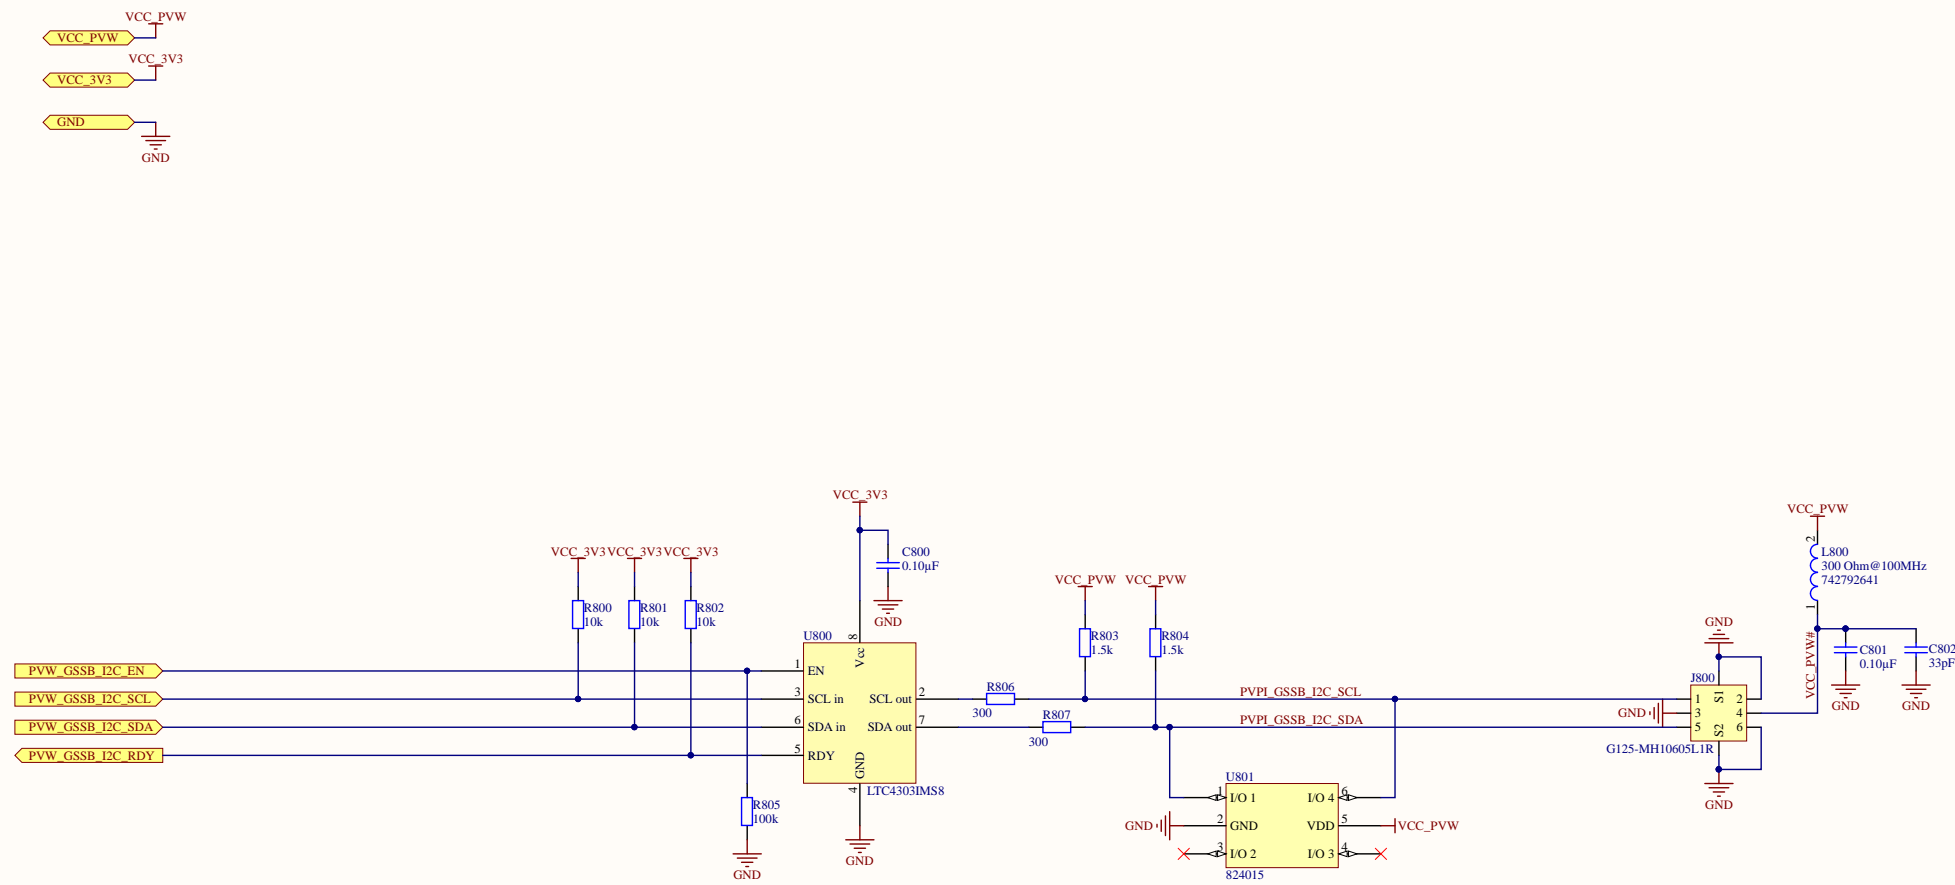 VCC_PVW
VCC_PVW
VCC_3V3
VCC_3V3
GND
GND
VCC_3V3
VCC_PVW
VCC_3V3 VCC_3V3 VCC_3V3
C800
0.10µF
GND
L800
300 Ohm@100MHz
742792641
2
1
VCC_PVW VCC_PVW
R800
10k
R801
10k
R802
10k
R803
1.5k
R804
1.5k
GND
VCC_PVW#
C801
0.10µF
C802
33pF
GND
GND
U800
8
Vcc
PVW_GSSB_I2C_EN
1
EN
PVW_GSSB_I2C_SCL
3
SCL in
SCL out
2
R806
300
PVPI_GSSB_I2C_SCL
PVW_GSSB_I2C_SDA
6
SDA in
SDA out
7
R807
300
PVPI_GSSB_I2C_SDA
PVW_GSSB_I2C_RDY
5
RDY
GND
4
LTC4303IMS8
GND
J800
S1
1
2
GND
3
4
5
6
S2
G125-MH10605L1R
GND
R805
100k
GND
U801
1
I/O 1
I/O 4
6
GND
2
GND
VDD
5
VCC_PVW
3
I/O 2
I/O 3
4
824015